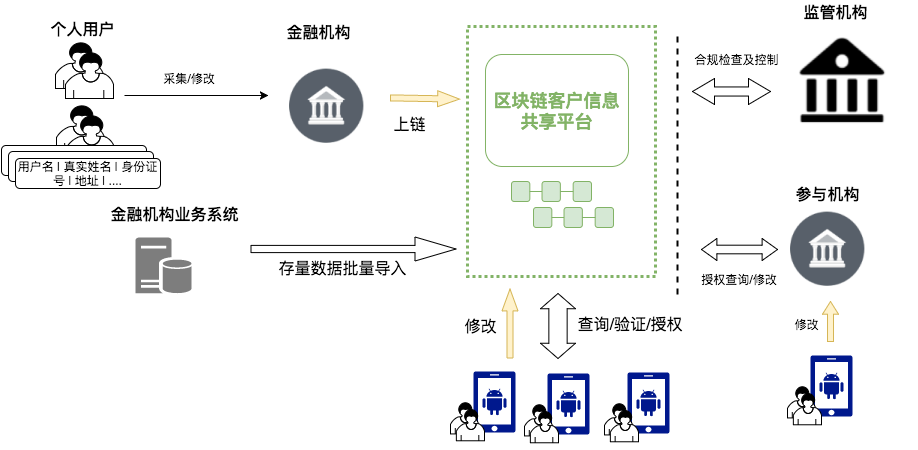 个人用户
金融机构
监管机构
采集/修改
合规检查及控制
区块链客户信息
共享平台
上链
用户名 | 真实姓名 | 身份证
号 | 地址 | ....
参与机构
金融机构业务系统
存量数据批量导入
授权查询/修改
修改
查询/验证/授权
修改